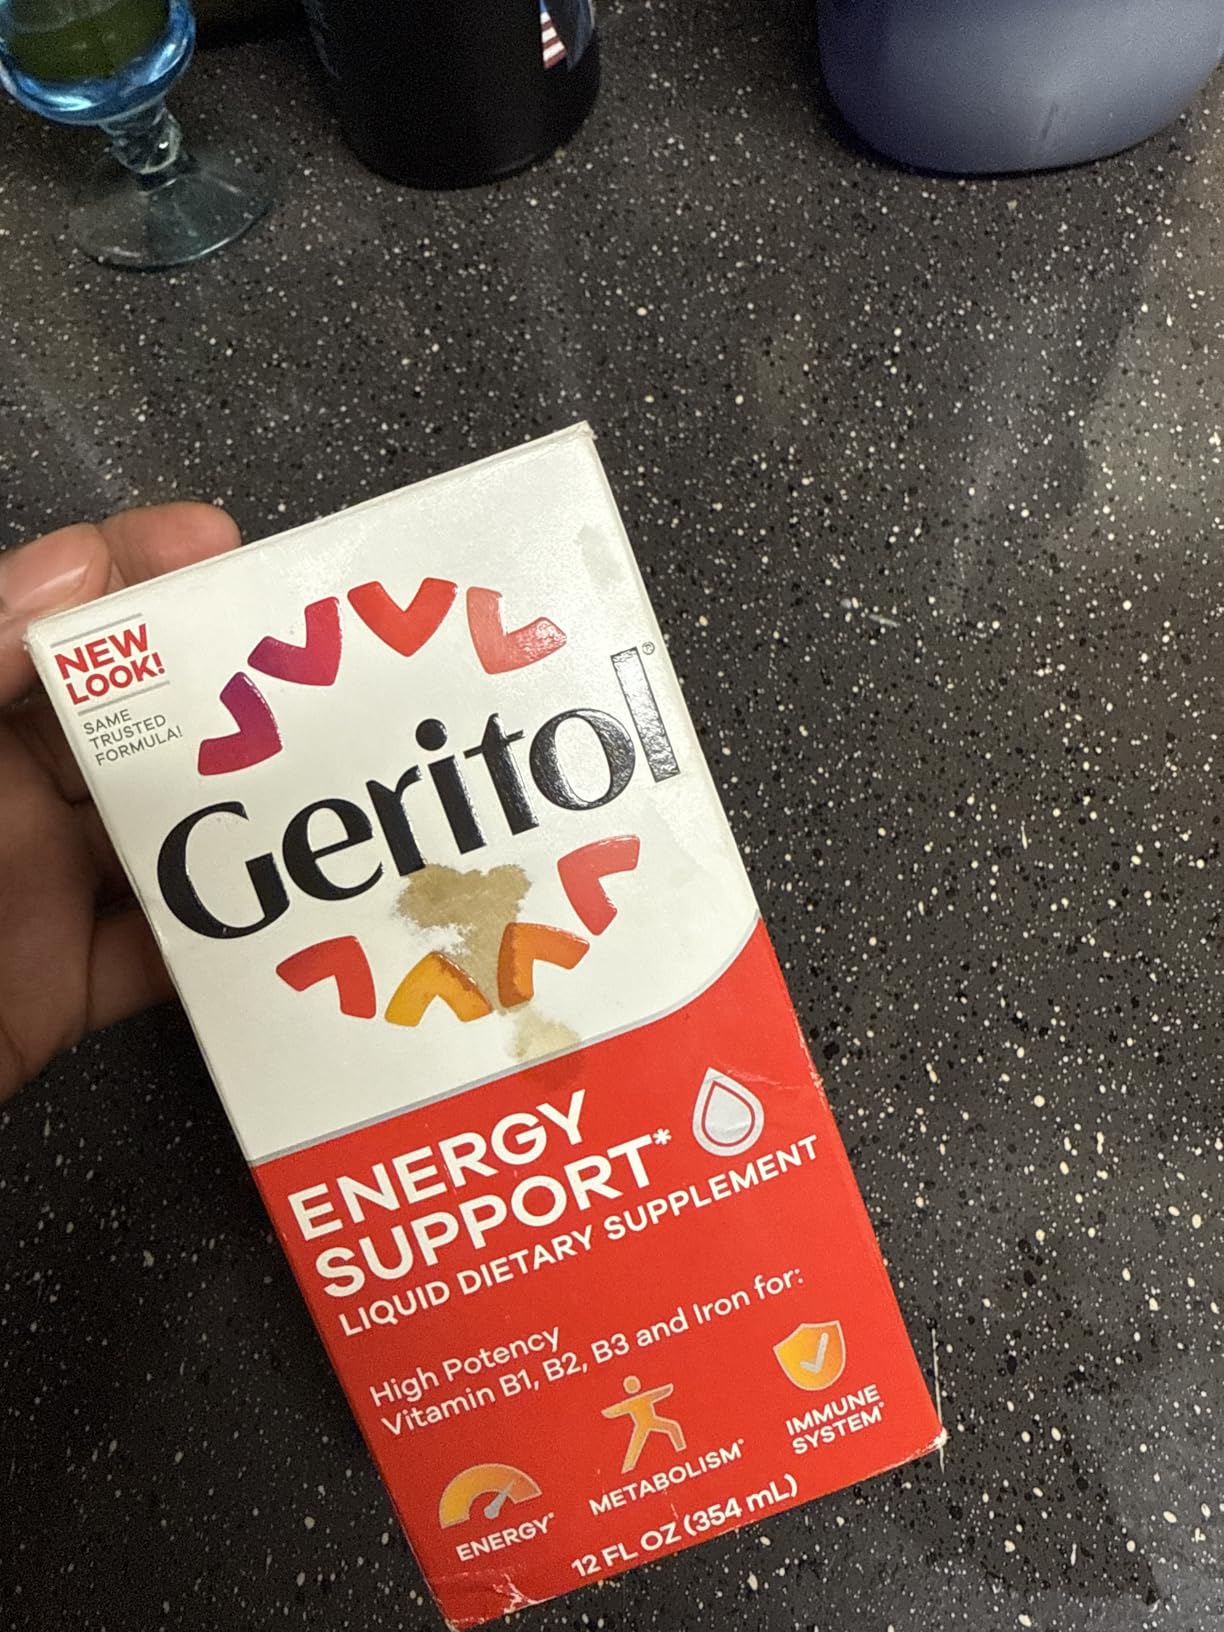 NEW
LOOK!
SAME
TRUSTED
FORMULA!
Geritol®
ENERGY
SUPPORT*
LIQUID DIETARY SUPPLEMENT
High Potency
Vitamin B1, B2, B3 and Iron for:
ENERGY*
METABOLISM*
IMMUNE
SYSTEM*
12 FL OZ (354 mL)